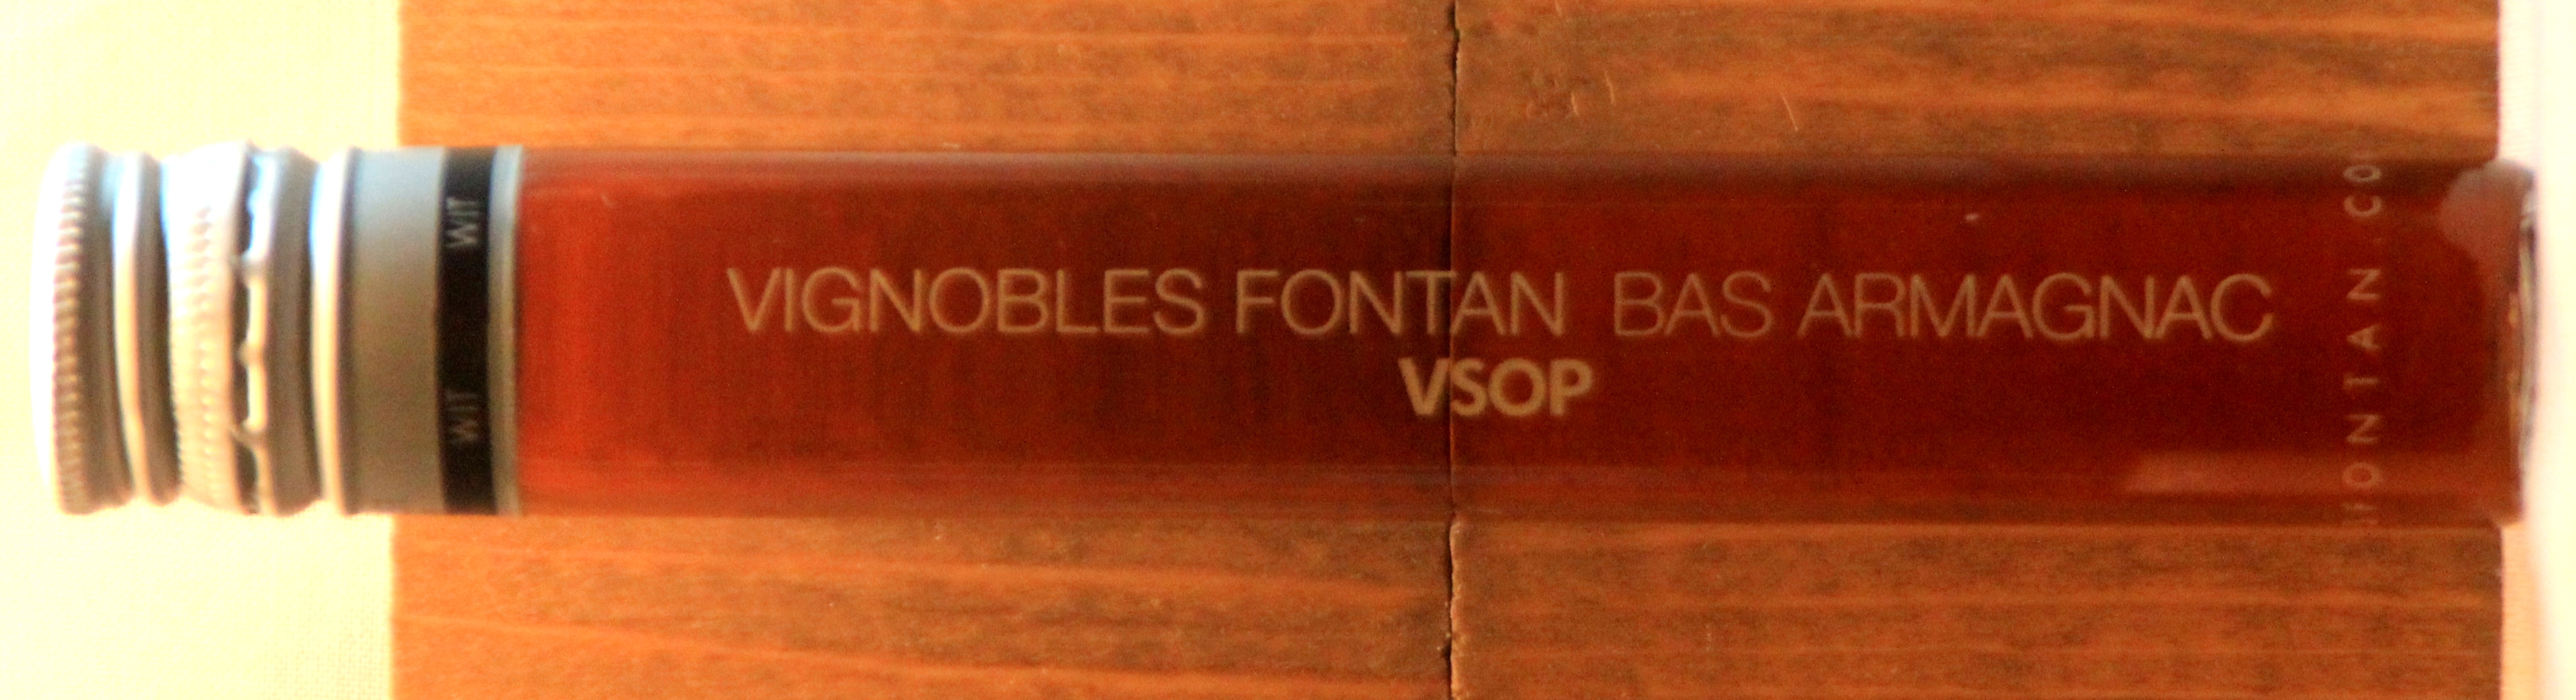 WIT
WIT
VIGNOBLES FONTAN BAS ARMAGNAC
VSOP
FONTAN.CO